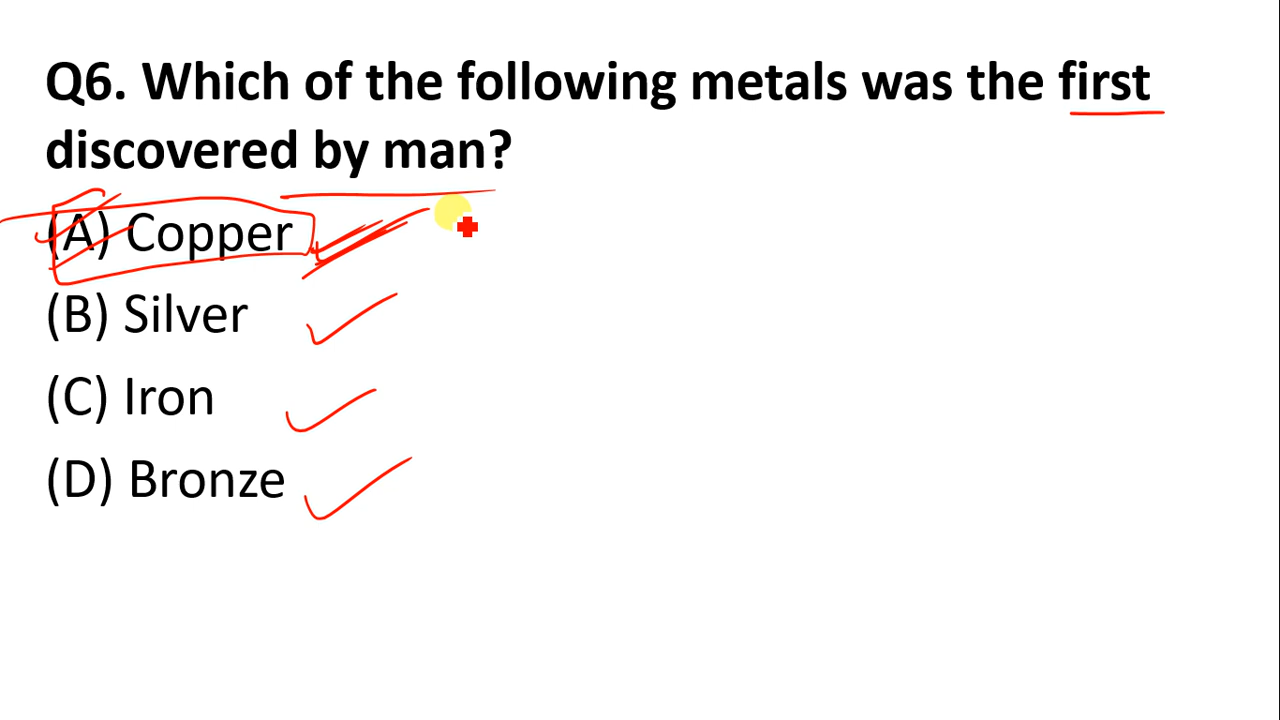 Q6. Which of the following metals was the first
discovered by man?
(A) Copper
(B) Silver
(C) Iron
(D) Bronze